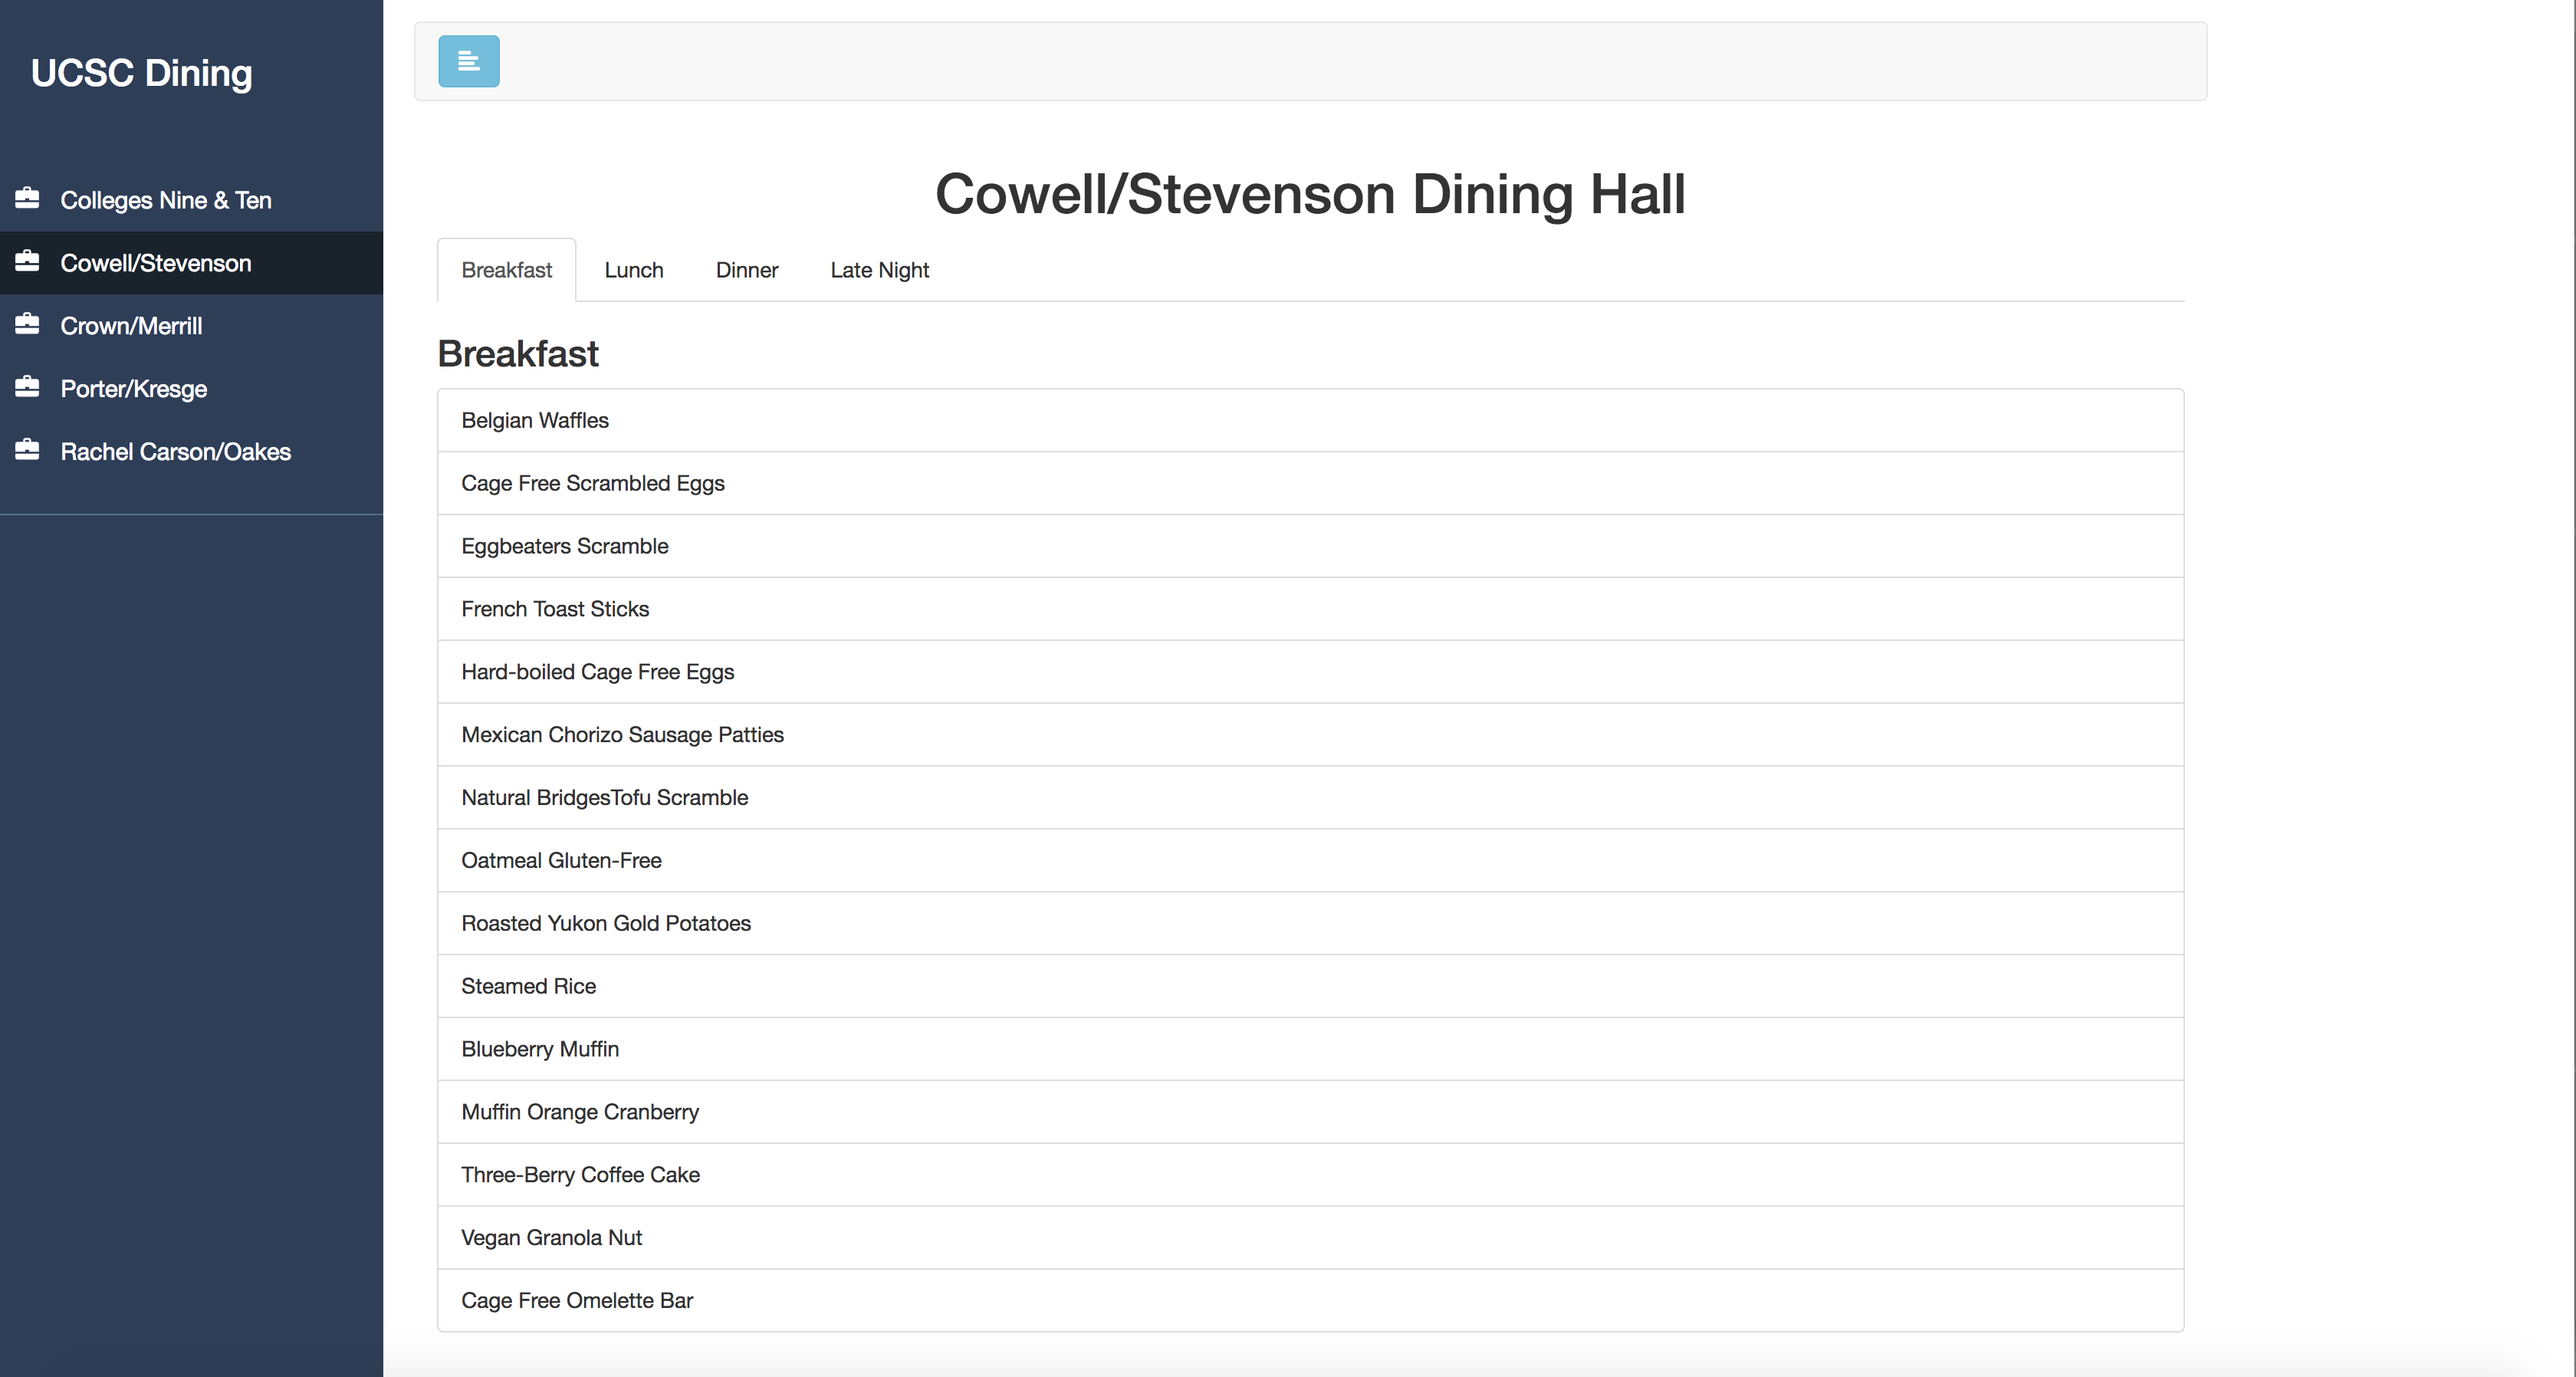 UCSC Dining
Colleges Nine & Ten
Cowell/Stevenson
Crown/Merrill
Porter/Kresge
Rachel Carson/Oakes
Cowell/Stevenson Dining Hall
Breakfast Lunch Dinner Late Night
Breakfast
Belgian Waffles
Cage Free Scrambled Eggs
Eggbeaters Scramble
French Toast Sticks
Hard-boiled Cage Free Eggs
Mexican Chorizo Sausage Patties
Natural BridgesTofu Scramble
Oatmeal Gluten-Free
Roasted Yukon Gold Potatoes
Steamed Rice
Blueberry Muffin
Muffin Orange Cranberry
Three-Berry Coffee Cake
Vegan Granola Nut
Cage Free Omelette Bar